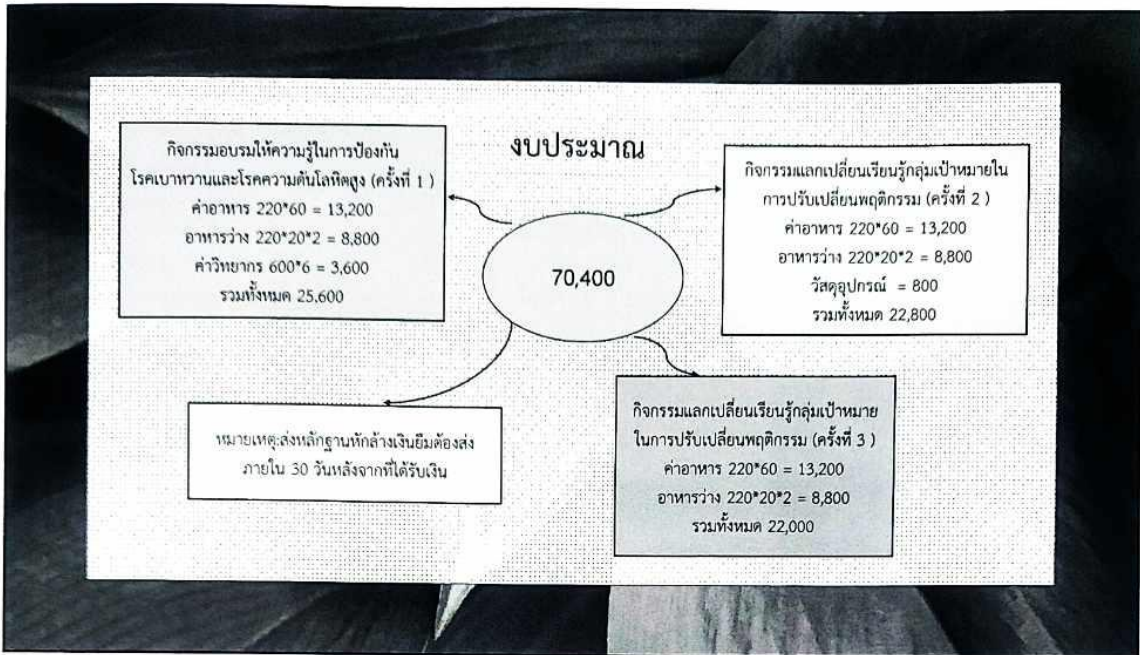 งบประมาณ
70,400
กิจกรรมอบรมให้ความรู้ในการป้องกัน
โรคเบาหวานและโรคความดันโลหิตสูง (ครั้งที่ 1 )
ค่าอาหาร 220*60 = 13,200
อาหารว่าง 220*20*2 = 8,800
ค่าวิทยากร 600*6 = 3,600
รวมทั้งหมด 25,600
กิจกรรมแลกเปลี่ยนเรียนรู้กลุ่มเป้าหมายใน
การปรับเปลี่ยนพฤติกรรม (ครั้งที่ 2 )
ค่าอาหาร 220*60 = 13,200
อาหารว่าง 220*20*2 = 8,800
วัสดุอุปกรณ์ = 800
รวมทั้งหมด 22,800
หมายเหตุ:ส่งหลักฐานหักล้างเงินยืมต้องส่ง
ภายใน 30 วันหลังจากที่ได้รับเงิน
กิจกรรมแลกเปลี่ยนเรียนรู้กลุ่มเป้าหมาย
ในการปรับเปลี่ยนพฤติกรรม (ครั้งที่ 3 )
ค่าอาหาร 220*60 = 13,200
อาหารว่าง 220*20*2 = 8,800
รวมทั้งหมด 22,000